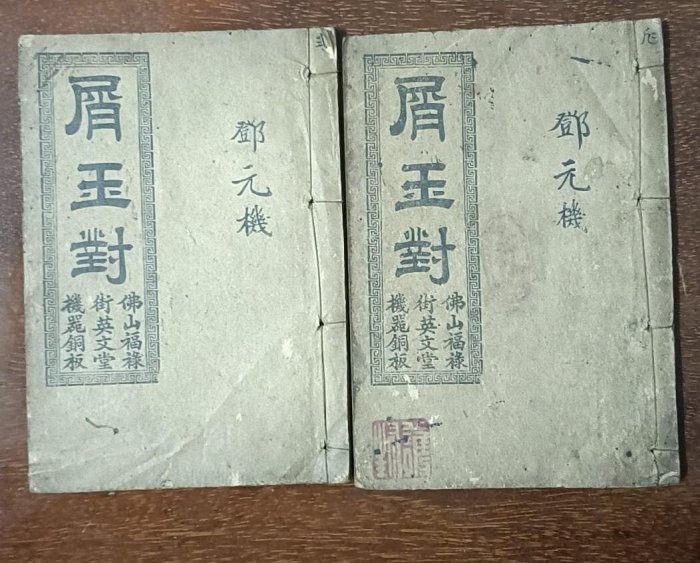 屑玉對
佛山福祿
街英文堂
機器銅板
鄧元機
屑玉對
佛山福祿
街英文堂
機器銅板
鄧元機